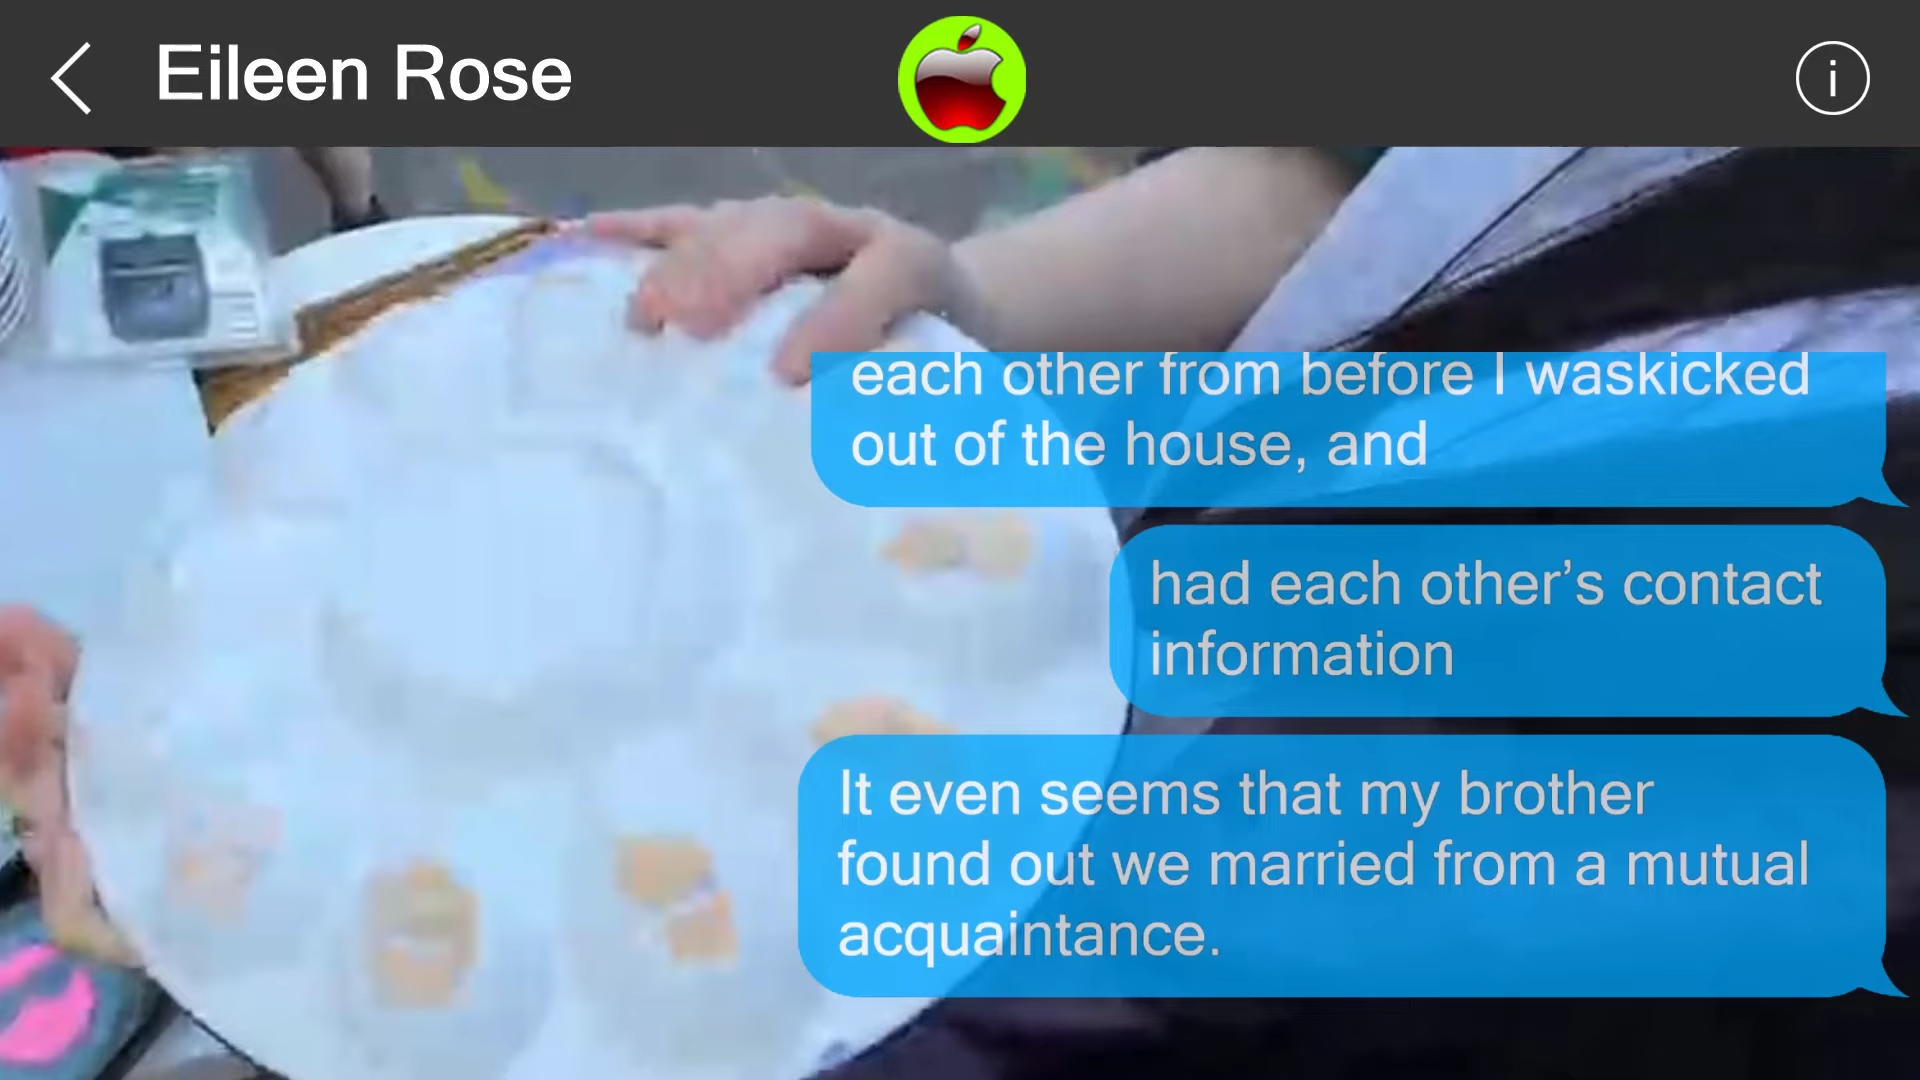 Eileen Rose
i
each other from before I waskicked
out of the house, and
had each other’s contact
information
It even seems that my brother
found out we married from a mutual
acquaintance.